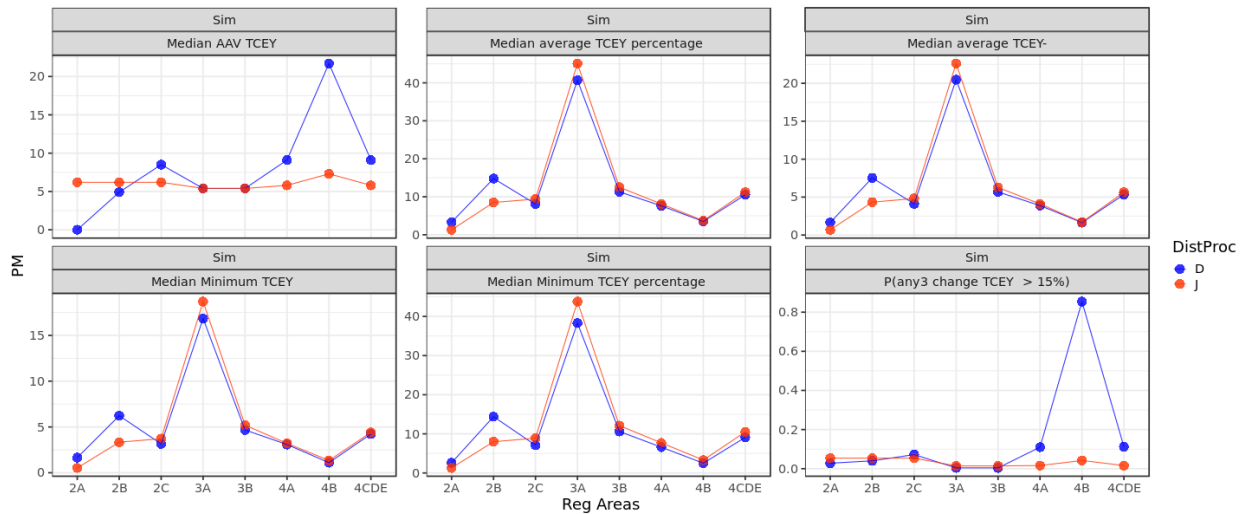 Sim
Median AAV TCEY
Sim
Median average TCEY percentage
Sim
Median average TCEY-
20
15
10
5
0
40
30
20
10
0
20
15
10
5
0
Sim
Median Minimum TCEY
Sim
Median Minimum TCEY percentage
Sim
P(any3 change TCEY  > 15%)
15
10
5
0
40
30
20
10
0
0.8
0.6
0.4
0.2
0.0
2A 2B 2C 3A 3B 4A 4B 4CDE
2A 2B 2C 3A 3B 4A 4B 4CDE
2A 2B 2C 3A 3B 4A 4B 4CDE
Reg Areas
PM
DistProc
D
J